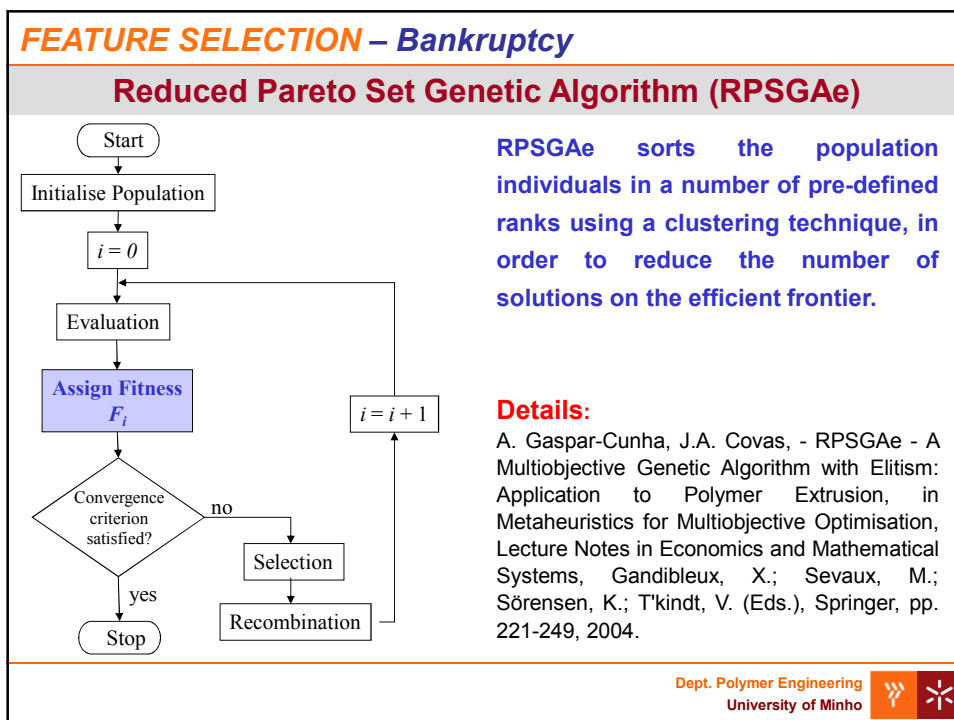 FEATURE SELECTION – Bankruptcy
Reduced Pareto Set Genetic Algorithm (RPSGAe)
Start
Initialise Population
i = 0
Evaluation
Assign Fitness
Fi
i = i + 1
Convergence
criterion
satisfied?
no
Selection
yes
Recombination
Stop
RPSGAe sorts the population
individuals in a number of pre-defined
ranks using a clustering technique, in
order to reduce the number of
solutions on the efficient frontier.
Details:
A. Gaspar-Cunha, J.A. Covas, - RPSGAe - A
Multiobjective Genetic Algorithm with Elitism:
Application to Polymer Extrusion, in
Metaheuristics for Multiobjective Optimisation,
Lecture Notes in Economics and Mathematical
Systems, Gandibleux, X.; Sevaux, M.;
Sörensen, K.; T'kindt, V. (Eds.), Springer, pp.
221-249, 2004.
Dept. Polymer Engineering
University of Minho